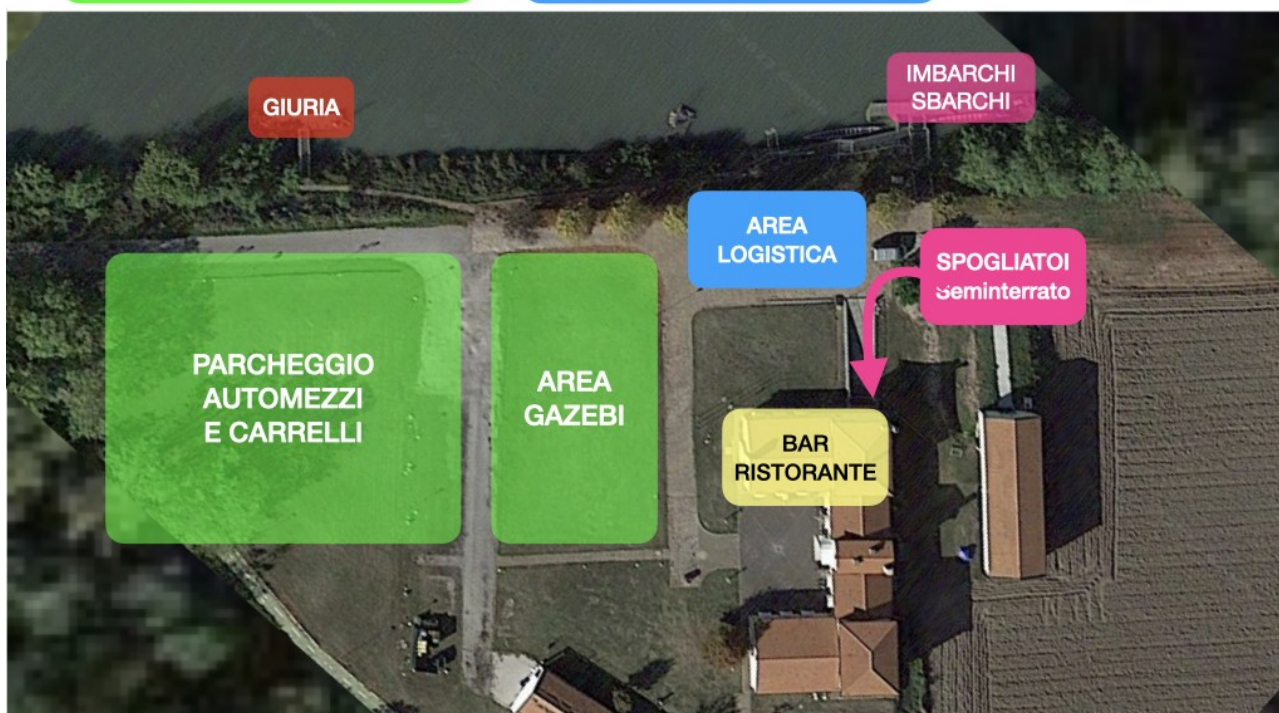 GIURIA
IMBARCHI
SBARCHI
AREA
LOGISTICA
SPOGLIATOI
Seminterrato
PARCHEGGIO
AUTOMEZZI
E CARRELLI
AREA
GAZEBI
BAR
RISTORANTE